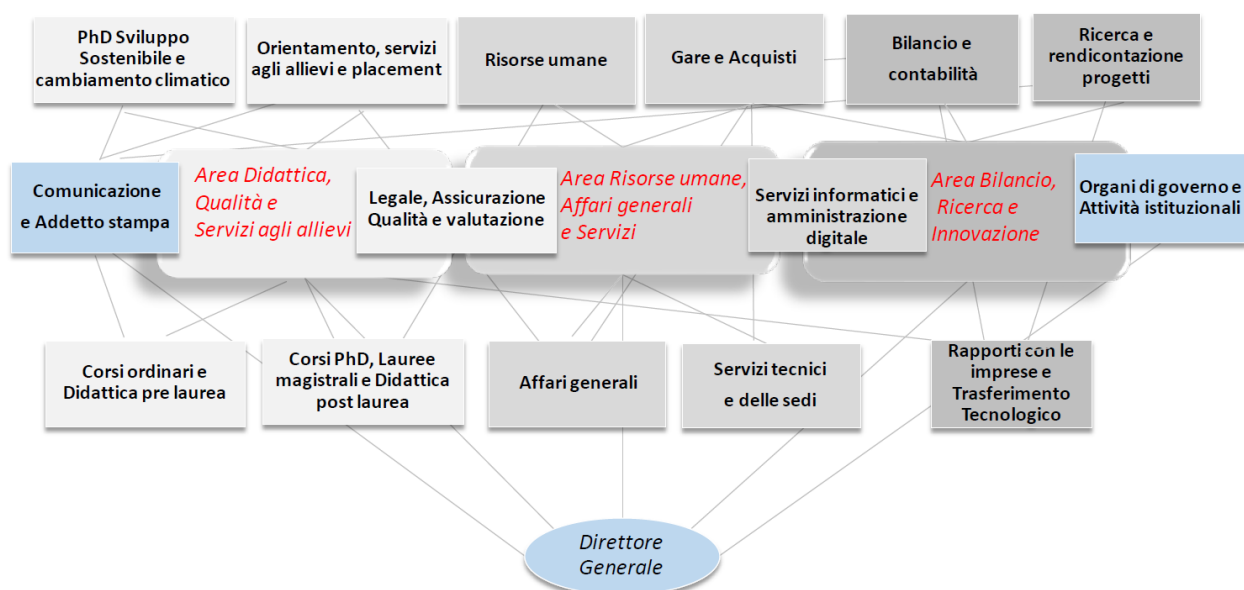 PhD Sviluppo
Sostenibile e
cambiamento climatico
Orientamento, servizi
agli allievi e placement
Risorse umane
Gare e Acquisti
Bilancio e
contabilità
Ricerca e
rendicontazione
progetti
Comunicazione
e Addetto stampa
Area Didattica,
Qualità e
Servizi agli allievi
Legale, Assicurazione
Qualità e valutazione
Area Risorse umane,
Affari generali
e Servizi
Servizi informatici e
amministrazione
digitale
Area Bilancio,
Ricerca e
Innovazione
Organi di governo e
Attività istituzionali
Corsi ordinari e
Didattica pre laurea
Corsi PhD, Lauree
magistrali e Didattica
post laurea
Affari generali
Servizi tecnici
e delle sedi
Rapporti con le
imprese e
Trasferimento
Tecnologico
Direttore
Generale